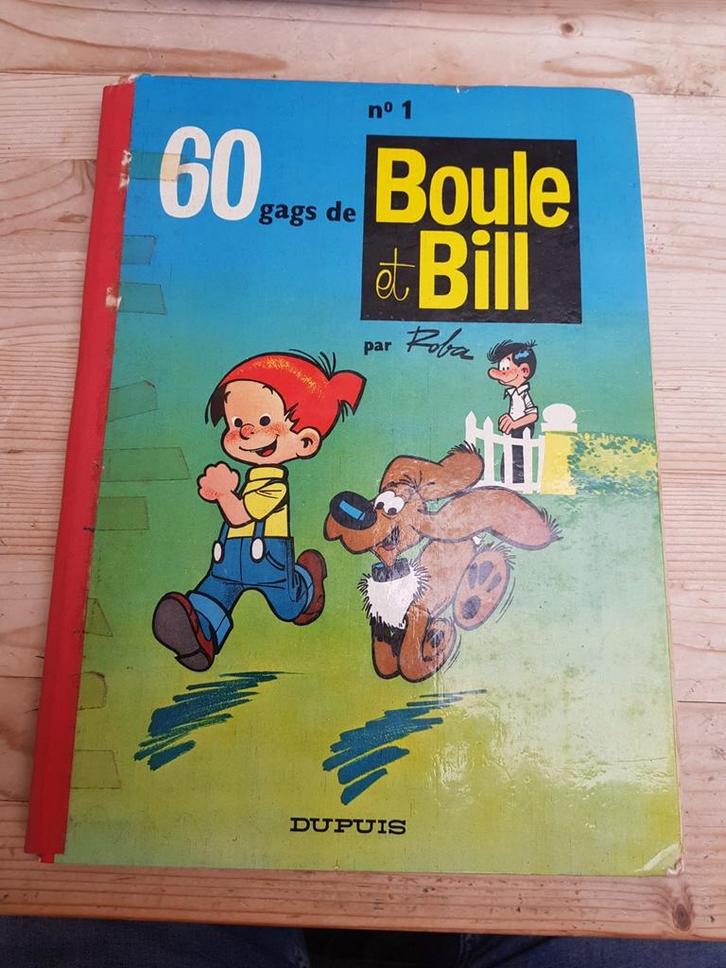 nº 1
60 gags de Boule
et Bill
par Roba
DUPUIS